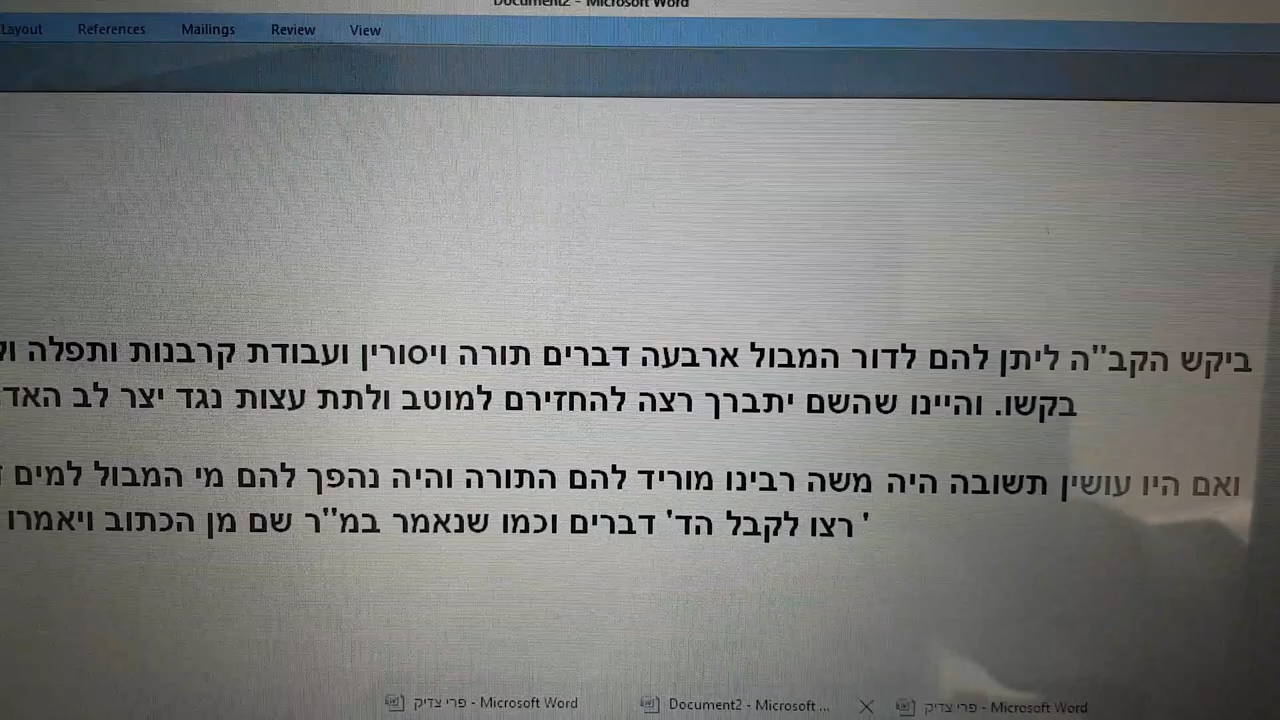 Document2 - Microsoft Word
Layout References Mailings Review View
ביקש הקב''ה ליתן להם לדור המבול ארבעה דברים תורה ויסורין ועבודת קרבנות ותפלה
בקשו. והיינו שהשם יתברך רצה להחזירם למוטב ולתת עצות נגד יצר לב האד
ואם היו עושין תשובה היה משה רבינו מוריד להם התורה והיה נהפך להם מי המבול למים
' רצו לקבל הד' דברים וכמו שנאמר במ''ר שם מן הכתוב ויאמרו
פרי צדיק - Microsoft Word Document2 - Microsoft ... פרי צדיק - Microsoft Word